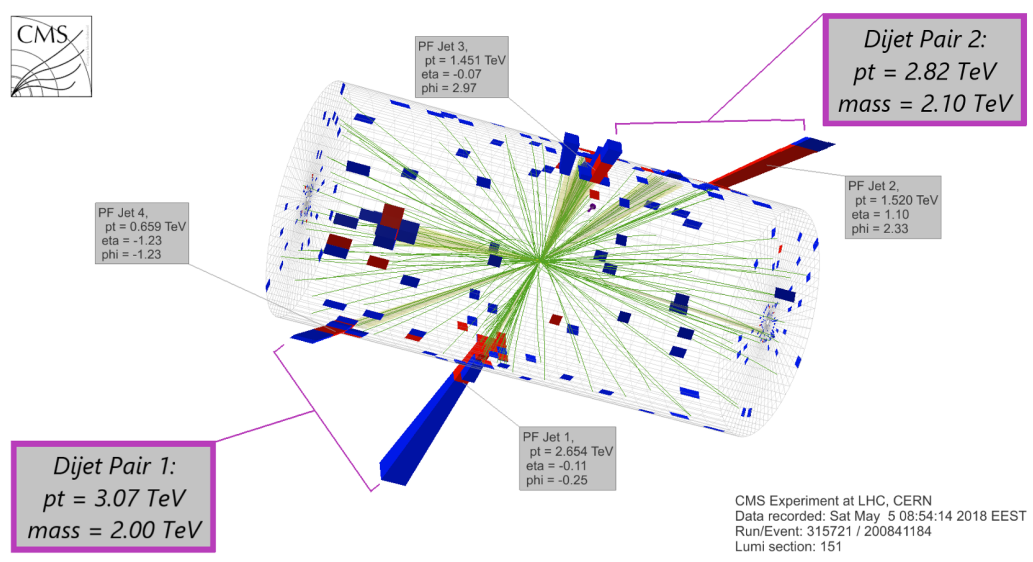 CMS
PF Jet 3,
pt = 1.451 TeV
eta = -0.07
phi = 2.97
Dijet Pair 2:
pt = 2.82 TeV
mass = 2.10 TeV
PF Jet 2,
pt = 1.520 TeV
eta = 1.10
phi = 2.33
PF Jet 4,
pt = 0.659 TeV
eta = -1.23
phi = -1.23
PF Jet 1,
pt = 2.654 TeV
eta = -0.11
phi = -0.25
Dijet Pair 1:
pt = 3.07 TeV
mass = 2.00 TeV
CMS Experiment at LHC, CERN
Data recorded: Sat May 5 08:54:14 2018 EEST
Run/Event: 315721 / 200841184
Lumi section: 151